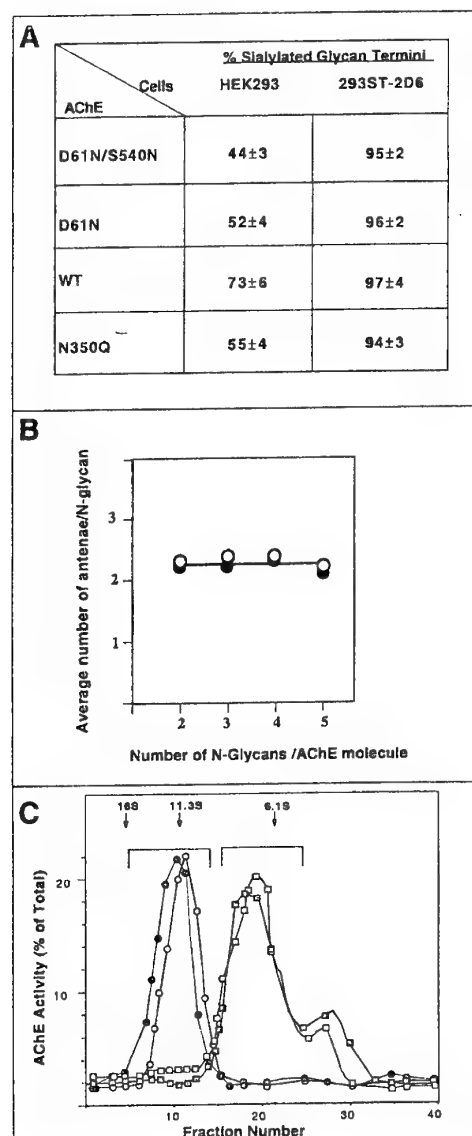 A
% Sialylated Glycan Termini
Cells
HEK293
293ST-2D6
AChE
D61N/S540N
44±3
95±2
D61N
52±4
96±2
WT
73±6
97±4
N350Q
55±4
94±3
B
Average number of antenae/N-glycan
3
2
1
2
3
4
5
Number of N-Glycans /AChE molecule
C
16S
11.3S
6.1S
AChE Activity (% of Total)
20
10
10
20
30
40
Fraction Number